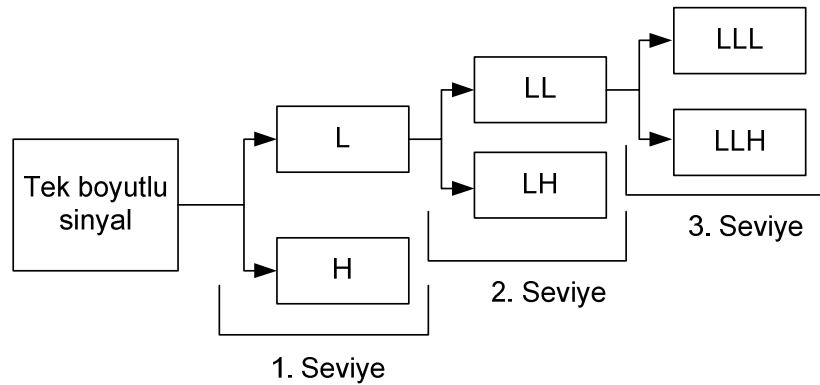 Tek boyutlu
sinyal
L
H
1. Seviye
LL
LH
2. Seviye
LLL
LLH
3. Seviye